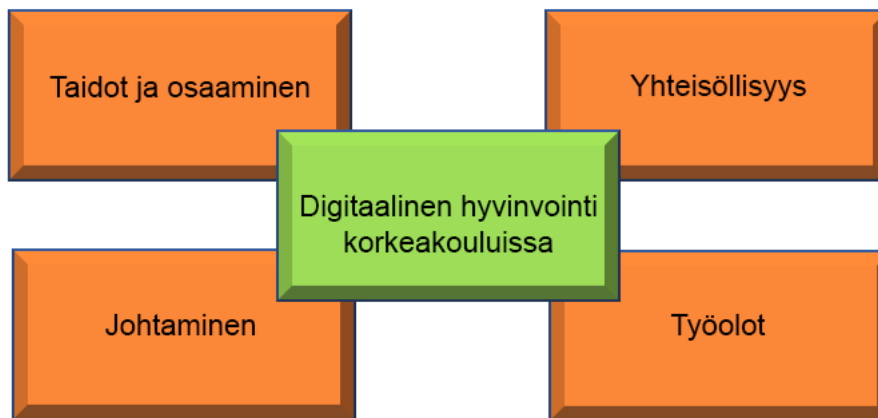 Taidot ja osaaminen
Yhteisöllisyys
Digitaalinen hyvinvointi
korkeakouluissa
Johtaminen
Työolot